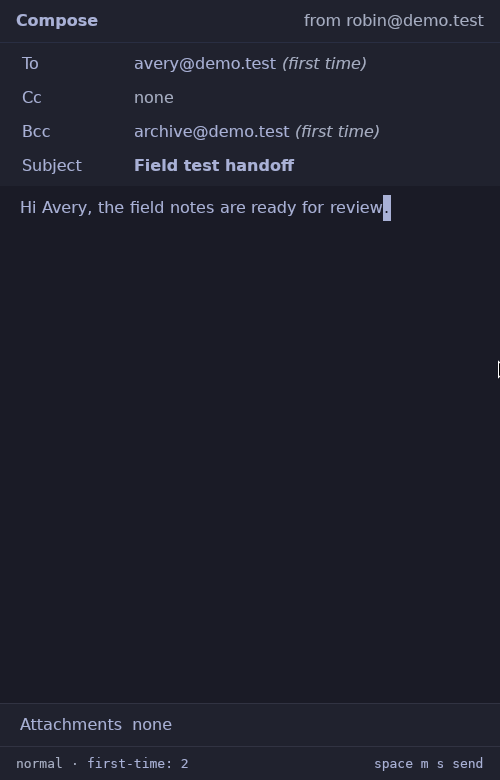 Compose from robin@demo.test
To avery@demo.test (first time)
Cc none
Bcc archive@demo.test (first time)
Subject Field test handoff
Hi Avery, the field notes are ready for review.
Attachments none
normal · first-time: 2 space m s send